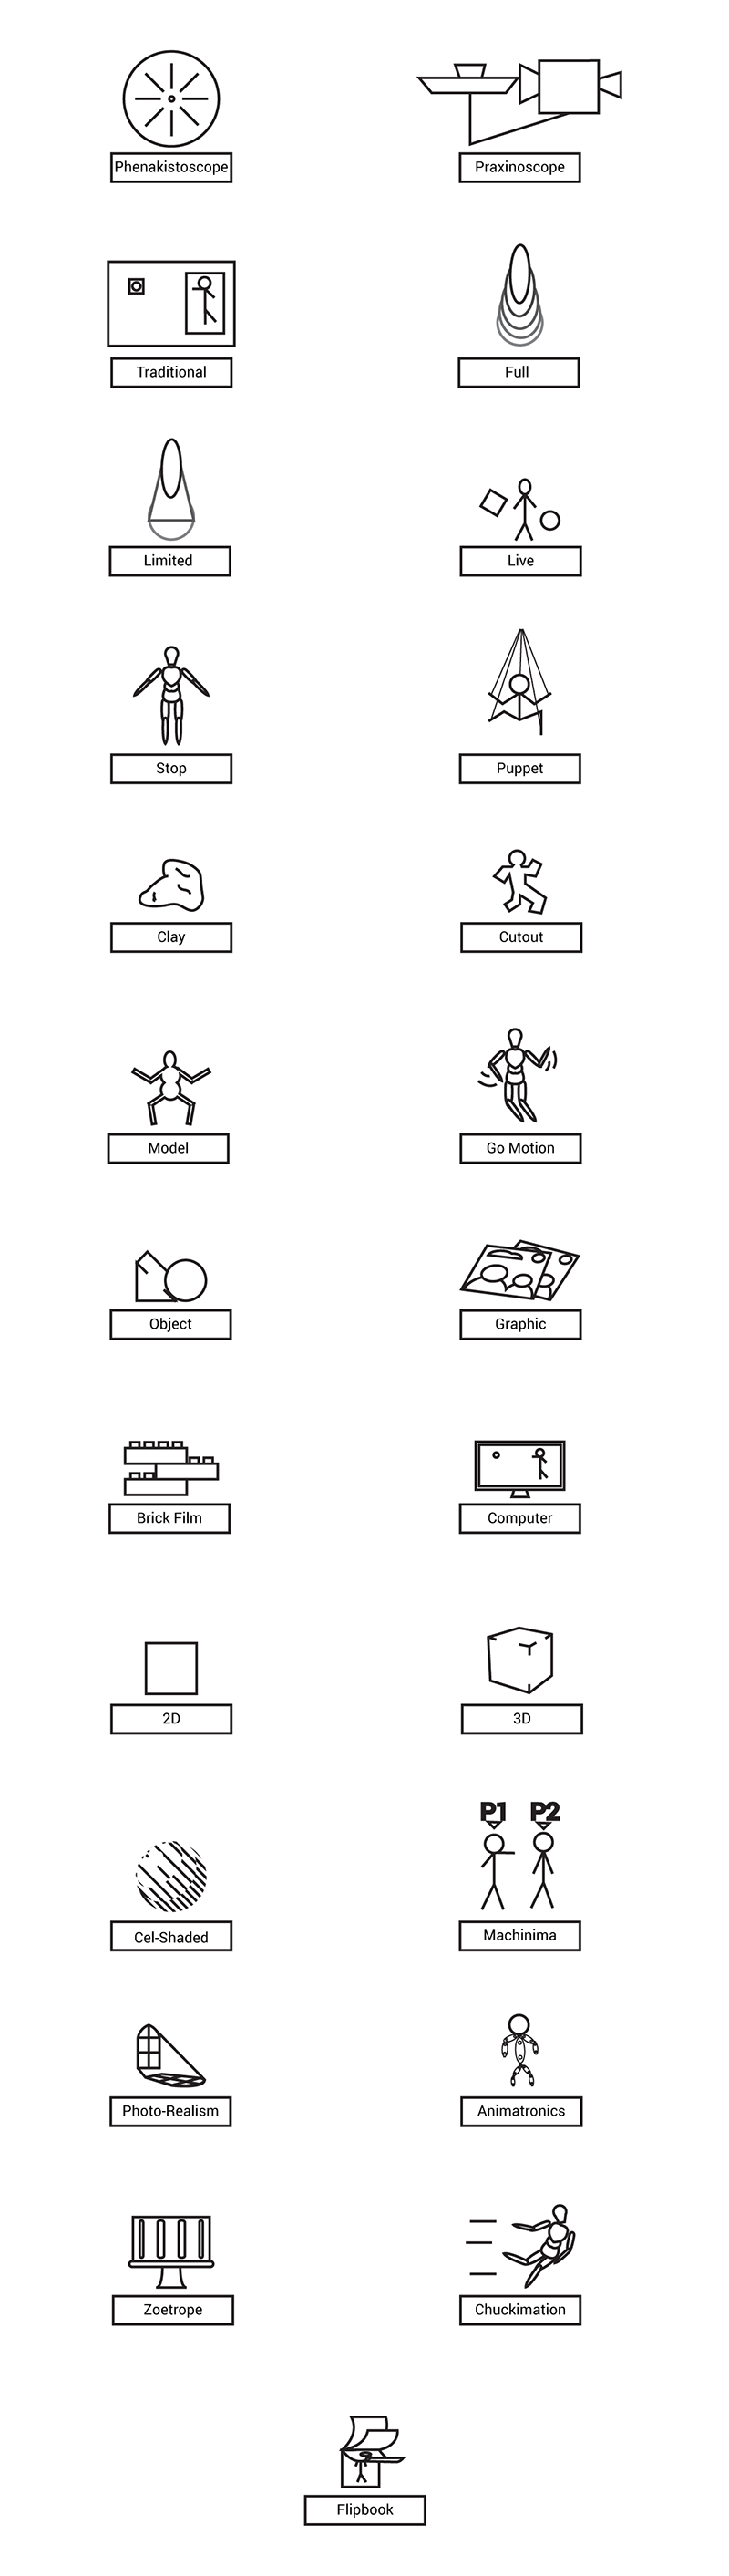 Phenakistoscope
Praxinoscope
Traditional
Full
Limited
Live
Stop
Puppet
Clay
Cutout
Model
Go Motion
Object
Graphic
Brick Film
Computer
2D
3D
P1 P2
Cel-Shaded
Machinima
Photo-Realism
Animatronics
Zoetrope
Chuckimation
Flipbook